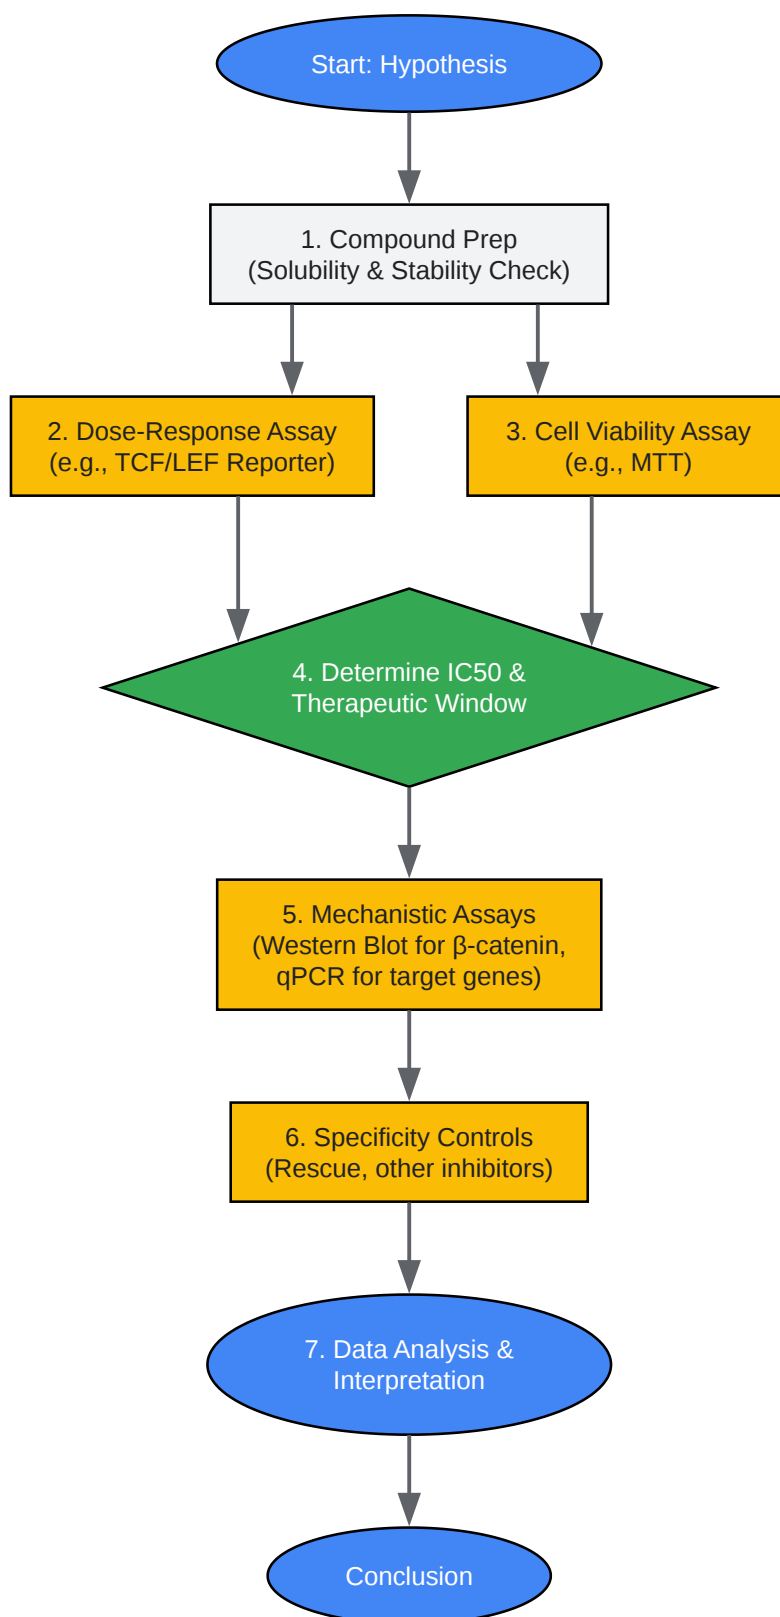 Start: Hypothesis
1. Compound Prep
(Solubility & Stability Check)
2. Dose-Response Assay
(e.g., TCF/LEF Reporter)
3. Cell Viability Assay
(e.g., MTT)
4. Determine IC50 &
Therapeutic Window
5. Mechanistic Assays
(Western Blot for β-catenin,
qPCR for target genes)
6. Specificity Controls
(Rescue, other inhibitors)
7. Data Analysis &
Interpretation
Conclusion